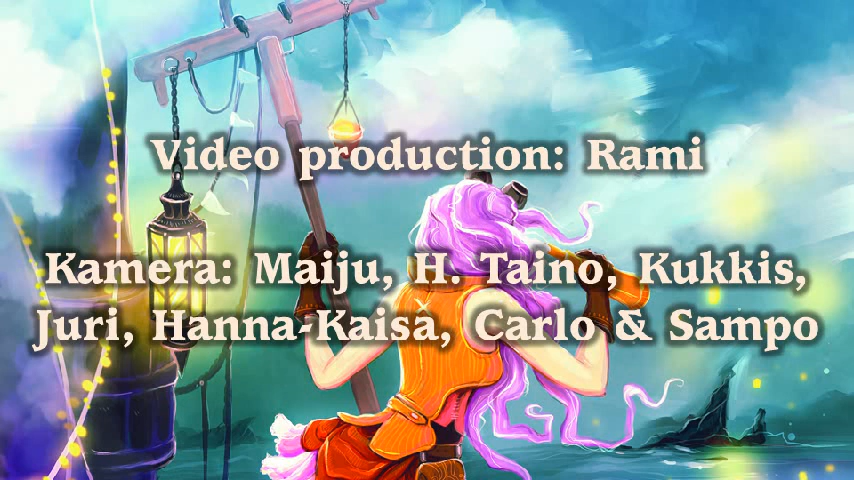 Video production: Rami
Kamera: Maiju, H. Taino, Kukkis,
Juri, Hanna-Kaisa, Carlo & Sampo